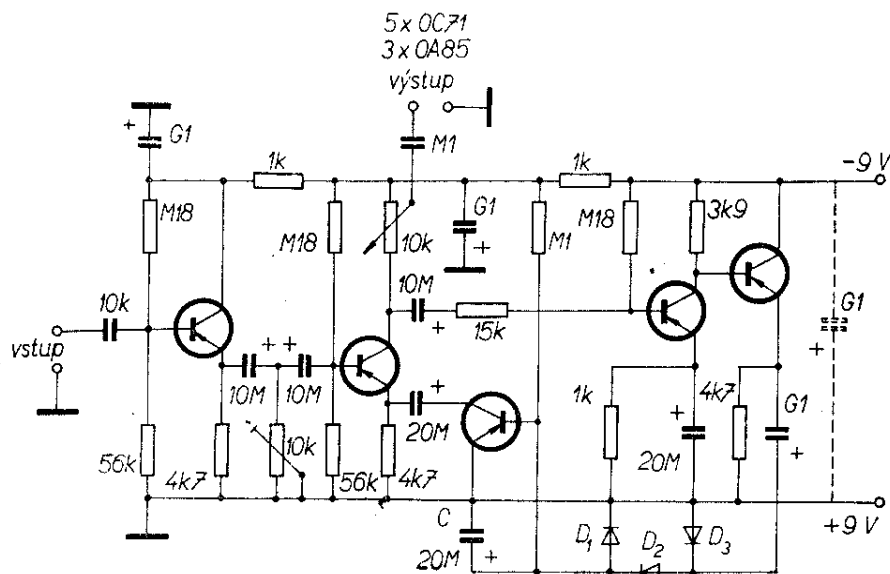 5 x OC71
3 x OA85
výstup
+ G1
M1
1k
1k
-9 V
M18
M18
10k
G1
+
M1
M18
3k9
10k
10M
+
15k
G1
+
vstup
+ +
10M
10M
+
20M
1k
+
4k7
G1
+
56k
4k7
10k
56k
4k7
20M
C
20M +
D1
D2
D3
+9 V